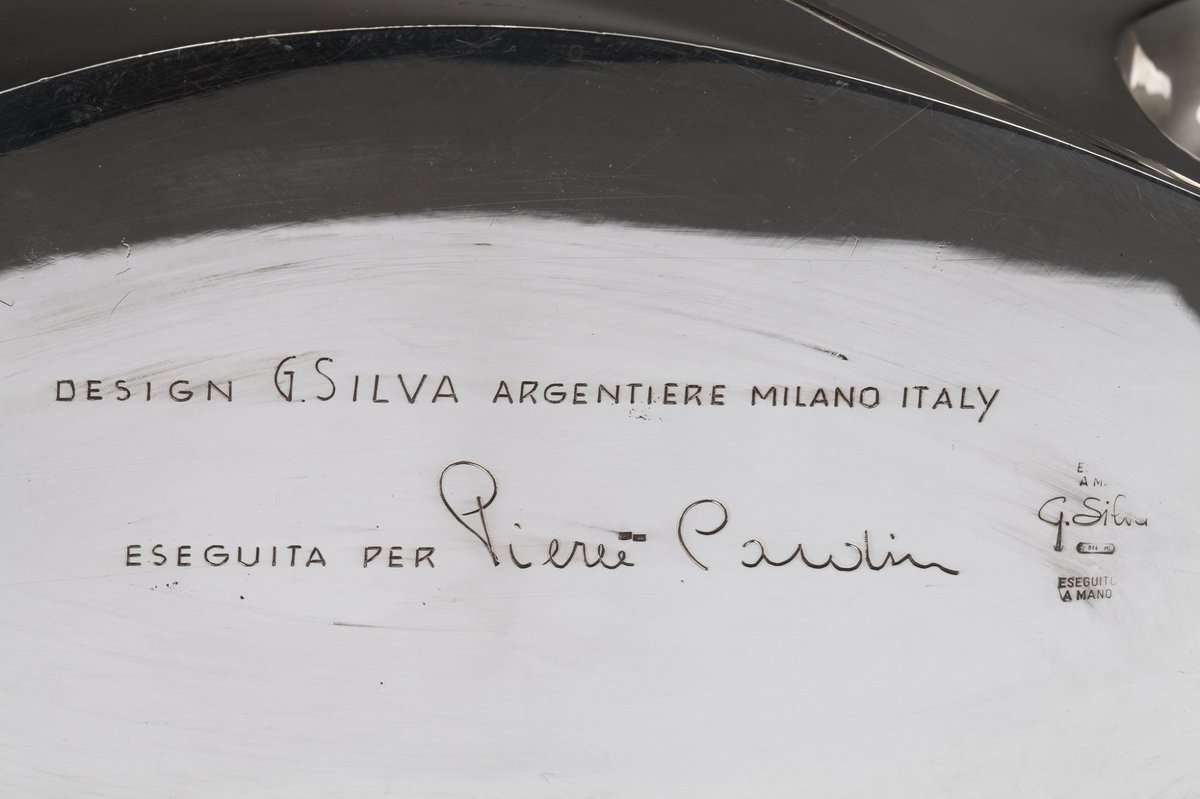 DESIGN G. SILVA ARGENTIERE MILANO ITALY
ESEGUITA PER Pierre Cardin
E
A M
G. Silva
ESEGUITO
A MANO